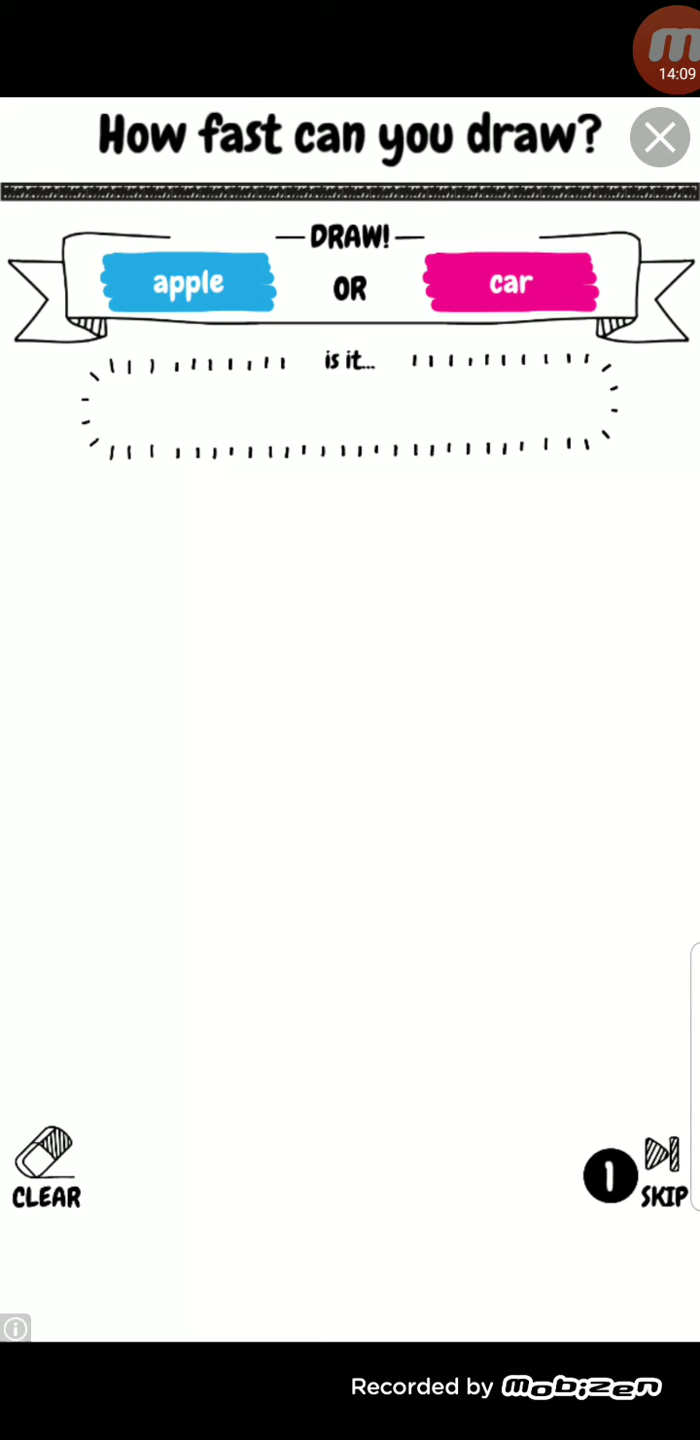 14:09
How fast can you draw?
DRAW!
apple OR car
is it...
1
CLEAR
SKIP
Recorded by mobizen